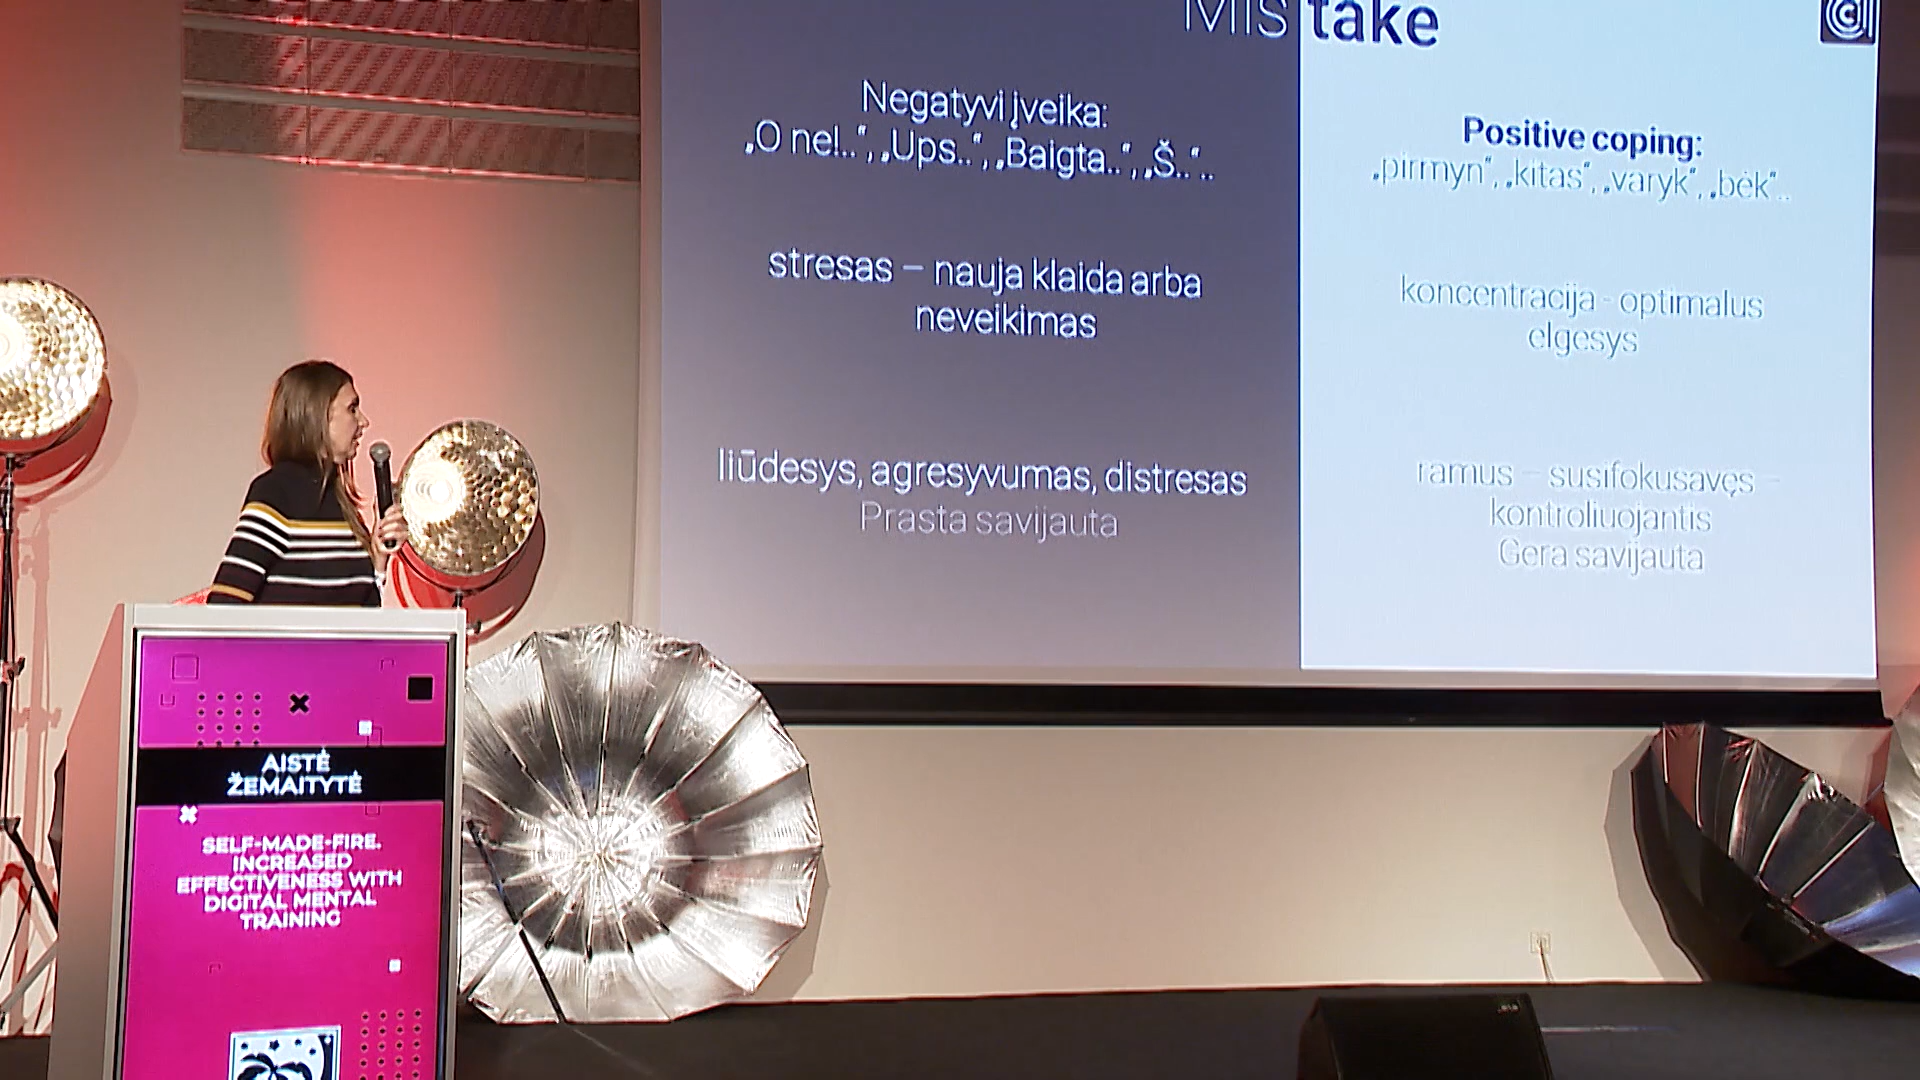 Mis take
Negatyvi įveika:
„O ne!..“, „Ups..“, „Baigta..“, „Š..“..
stresas – nauja klaida arba
neveikimas
liūdesys, agresyvumas, distresas
Prasta savijauta
Positive coping:
„pirmyn“, „kitas“, „varyk“, „bėk“..
koncentracija - optimalus
elgesys
ramus – susifokusavęs –
kontroliuojantis
Gera savijauta
AISTĖ
ŽEMAITYTĖ
SELF-MADE-FIRE.
INCREASED
EFFECTIVENESS WITH
DIGITAL MENTAL
TRAINING